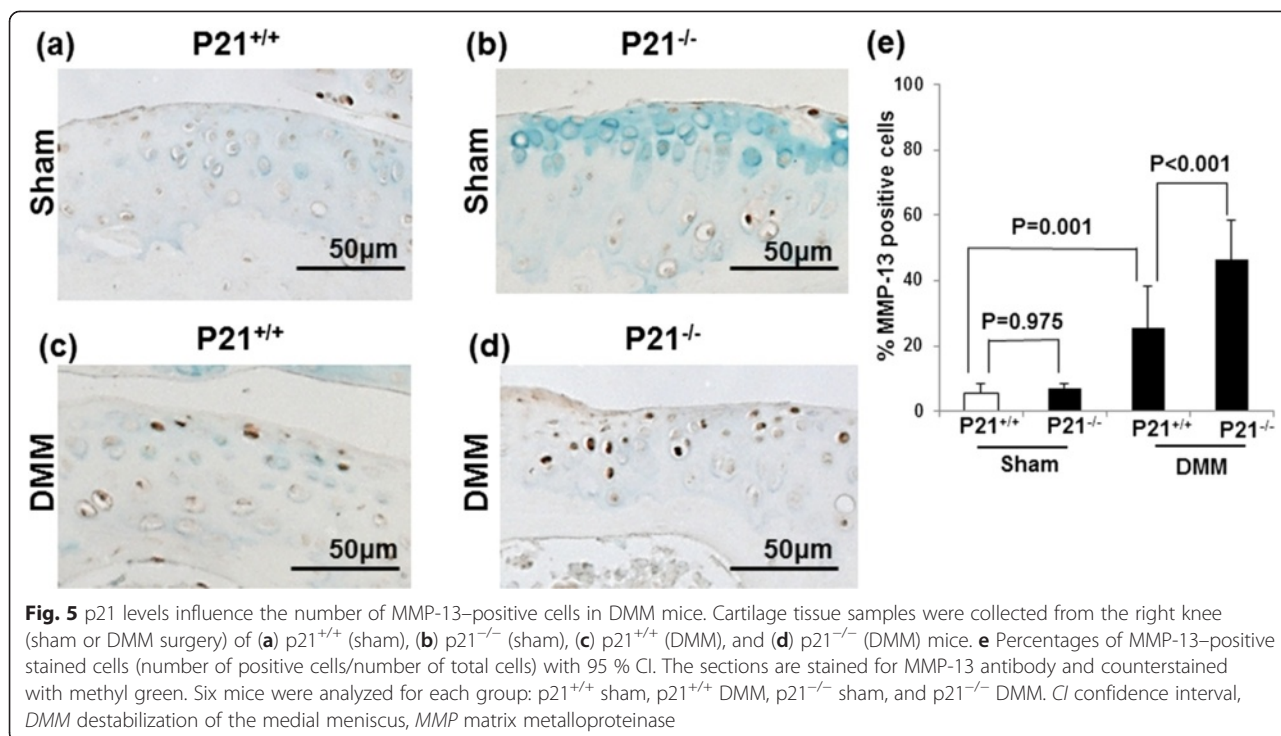 (a) P21+/+
(b) P21-/-
Sham
50µm
Sham
50µm
(c) P21+/+
(d) P21-/-
DMM
50µm
DMM
50µm
(e)
% MMP-13 positive cells
100
80
60
40
20
0
P<0.001
P=0.001
P=0.975
P21+/+ P21-/- P21+/+ P21-/-
Sham DMM
Fig. 5 p21 levels influence the number of MMP-13–positive cells in DMM mice. Cartilage tissue samples were collected from the right knee
(sham or DMM surgery) of (a) p21+/+ (sham), (b) p21−/− (sham), (c) p21+/+ (DMM), and (d) p21−/− (DMM) mice. e Percentages of MMP-13–positive
stained cells (number of positive cells/number of total cells) with 95 % CI. The sections are stained for MMP-13 antibody and counterstained
with methyl green. Six mice were analyzed for each group: p21+/+ sham, p21+/+ DMM, p21−/− sham, and p21−/− DMM. CI confidence interval,
DMM destabilization of the medial meniscus, MMP matrix metalloproteinase